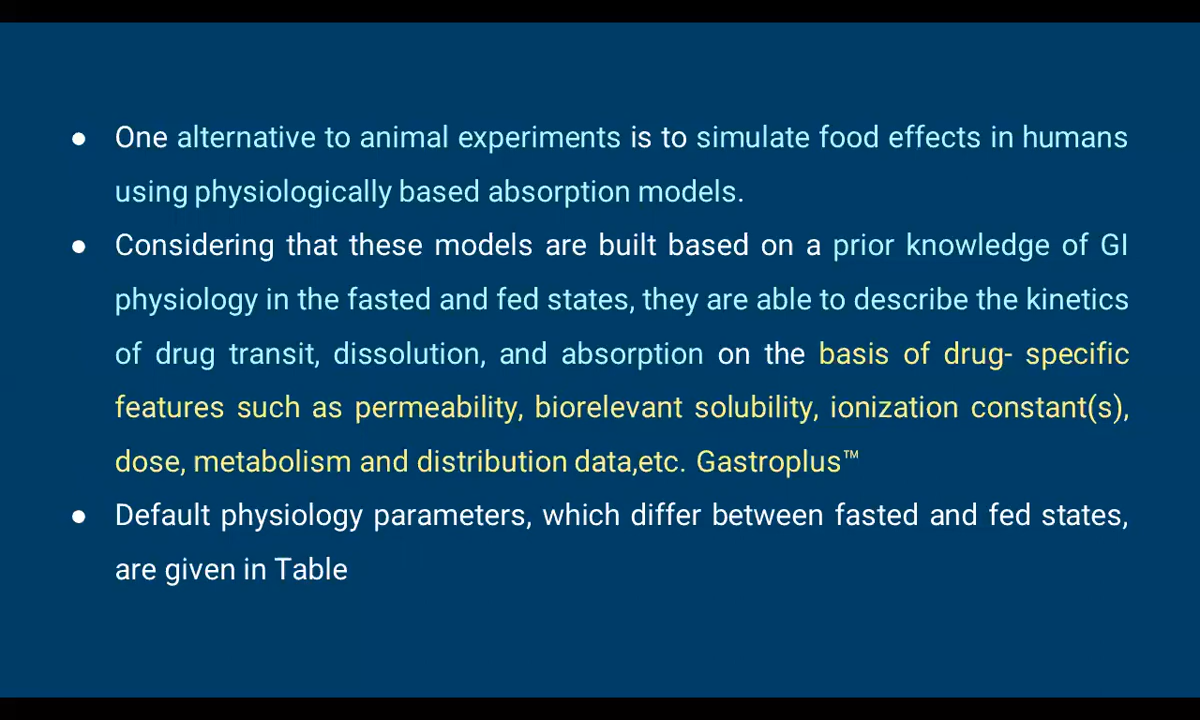 ● One alternative to animal experiments is to simulate food effects in humans
using physiologically based absorption models.
● Considering that these models are built based on a prior knowledge of GI
physiology in the fasted and fed states, they are able to describe the kinetics
of drug transit, dissolution, and absorption on the basis of drug- specific
features such as permeability, biorelevant solubility, ionization constant(s),
dose, metabolism and distribution data,etc. Gastroplus™
● Default physiology parameters, which differ between fasted and fed states,
are given in Table